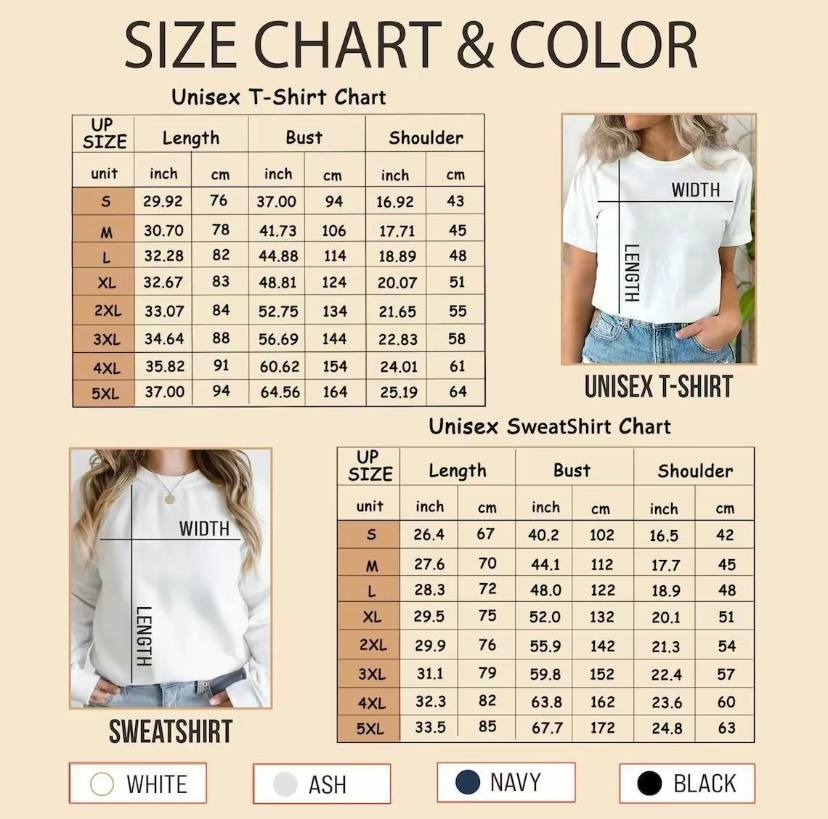 SIZE CHART & COLOR
Unisex T-Shirt Chart
UP SIZE Length Bust Shoulder
unit inch cm inch cm inch cm
S 29.92 76 37.00 94 16.92 43
M 30.70 78 41.73 106 17.71 45
L 32.28 82 44.88 114 18.89 48
XL 32.67 83 48.81 124 20.07 51
2XL 33.07 84 52.75 134 21.65 55
3XL 34.64 88 56.69 144 22.83 58
4XL 35.82 91 60.62 154 24.01 61
5XL 37.00 94 64.56 164 25.19 64
WIDTH
LENGTH
UNISEX T-SHIRT
Unisex SweatShirt Chart
UP SIZE Length Bust Shoulder
unit inch cm inch cm inch cm
S 26.4 67 40.2 102 16.5 42
M 27.6 70 44.1 112 17.7 45
L 28.3 72 48.0 122 18.9 48
XL 29.5 75 52.0 132 20.1 51
2XL 29.9 76 55.9 142 21.3 54
3XL 31.1 79 59.8 152 22.4 57
4XL 32.3 82 63.8 162 23.6 60
5XL 33.5 85 67.7 172 24.8 63
WIDTH
LENGTH
SWEATSHIRT
WHITE
ASH
NAVY
BLACK